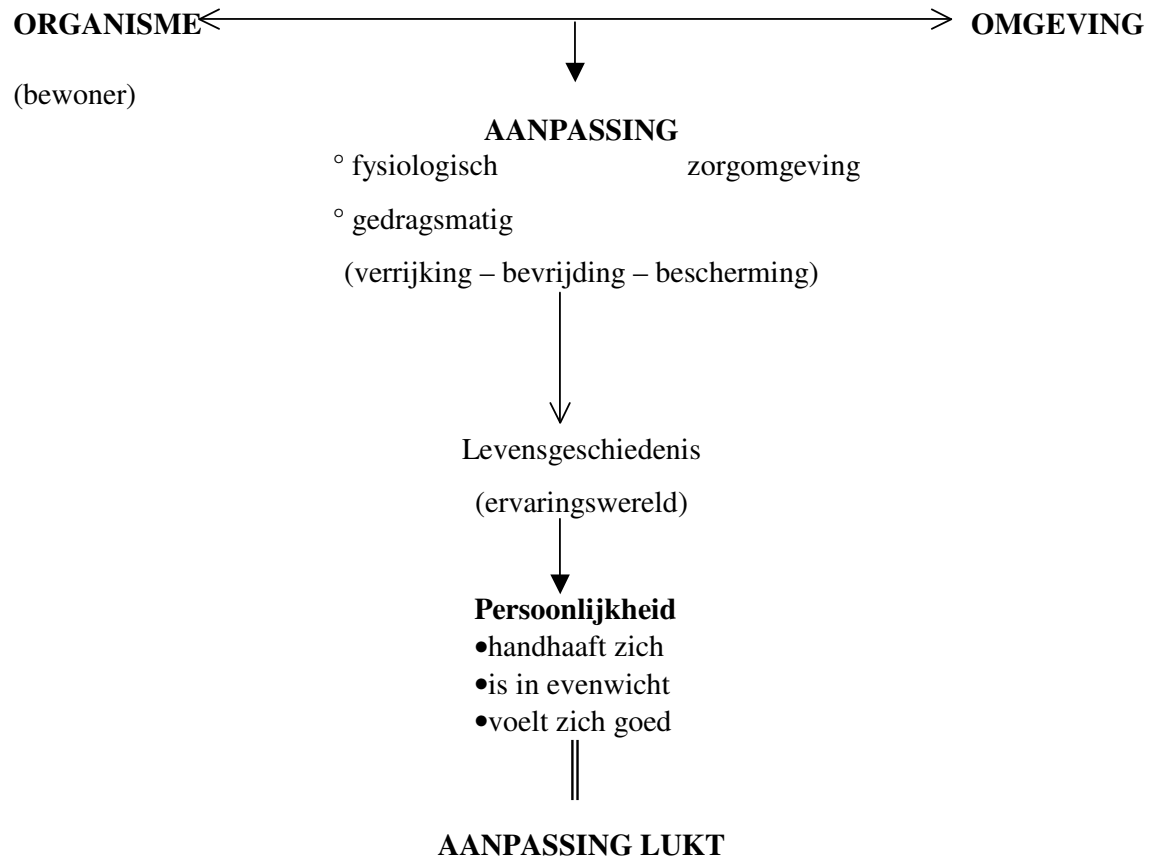 ORGANISME OMGEVING
(bewoner)
AANPASSING
° fysiologisch zorgomgeving
° gedragsmatig
(verrijking – bevrijding – bescherming)
Levensgeschiedenis
(ervaringswereld)
Persoonlijkheid
•handhaaft zich
•is in evenwicht
•voelt zich goed
AANPASSING LUKT